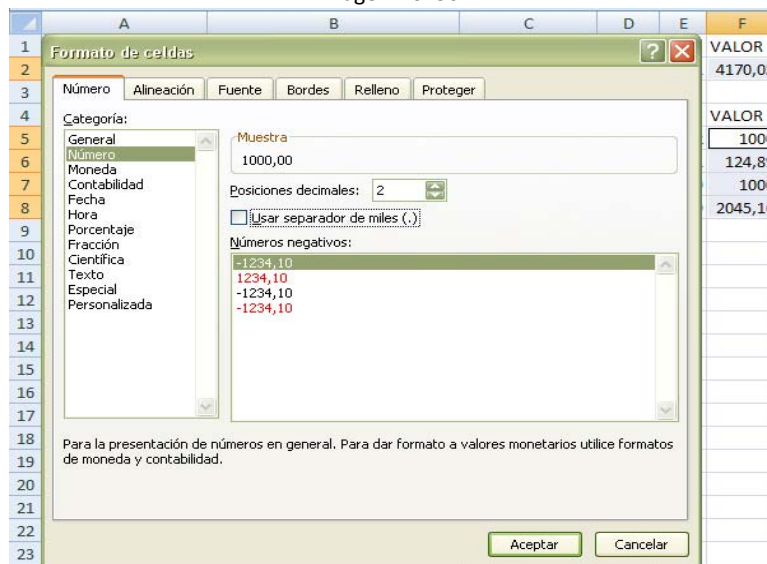 A B C D E F
1 Formato de celdas VALOR
2 4170,0
3 Número Alineación Fuente Bordes Relleno Proteger
4 Categoría: VALOR
5 General Muestra 100
6 Número 1000,00 124,8
7 Moneda
Contabilidad Posiciones decimales: 2 100
8 Fecha 2045,1
Hora Usar separador de miles (.)
9 Porcentaje
10 Fracción Números negativos:
Científica -1234,10
11 Texto 1234,10
Especial -1234,10
12 Personalizada -1234,10
13
14
15
16
17
18 Para la presentación de números en general. Para dar formato a valores monetarios utilice formatos
19 de moneda y contabilidad.
20
21
22 Aceptar Cancelar
23